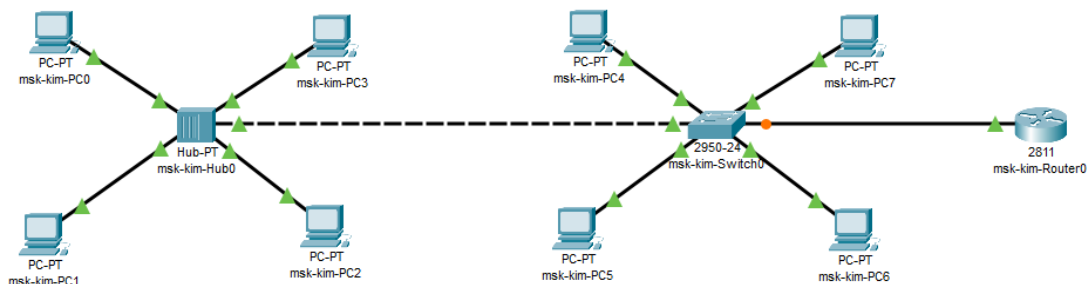 PC-PT
msk-kim-PC0
PC-PT
msk-kim-PC3
PC-PT
msk-kim-PC4
PC-PT
msk-kim-PC7
Hub-PT
msk-kim-Hub0
2950-24
msk-kim-Switch0
2811
msk-kim-Router0
PC-PT
msk-kim-PC1
PC-PT
msk-kim-PC2
PC-PT
msk-kim-PC5
PC-PT
msk-kim-PC6